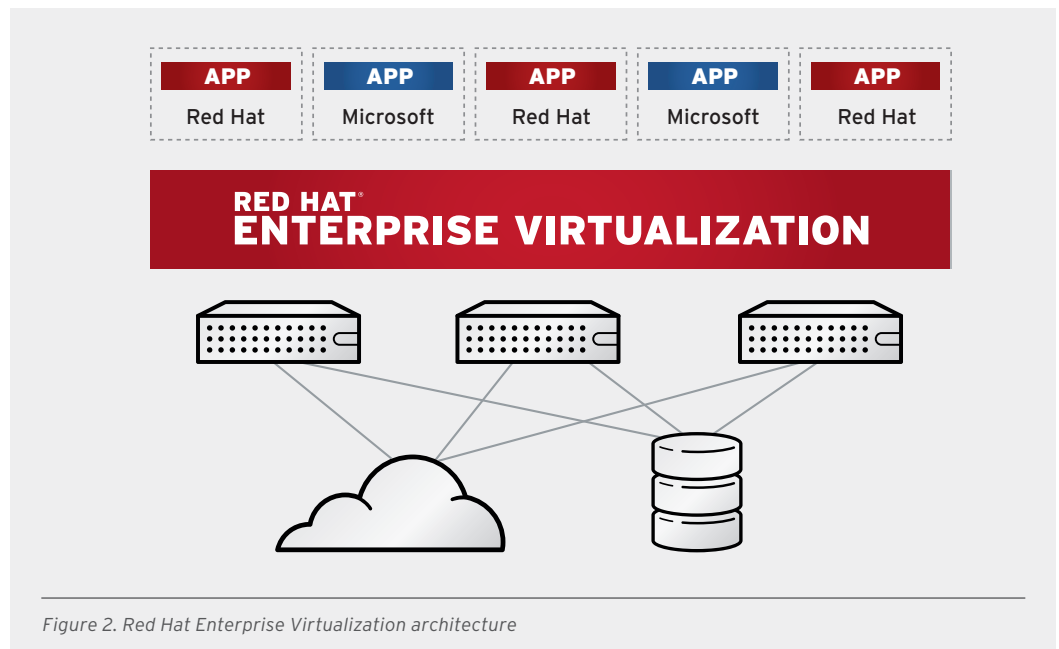 APP APP APP APP APP
Red Hat Microsoft Red Hat Microsoft Red Hat
RED HAT®
ENTERPRISE VIRTUALIZATION
Figure 2. Red Hat Enterprise Virtualization architecture